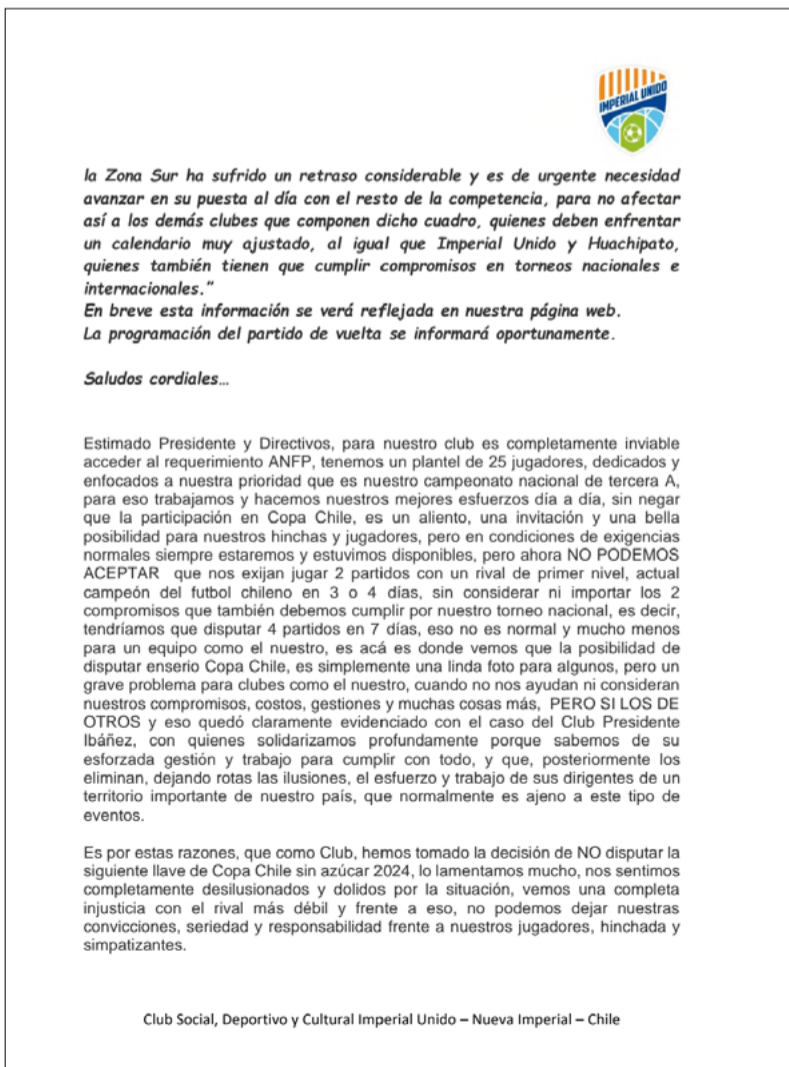 IMPERIAL UNIDO
la Zona Sur ha sufrido un retraso considerable y es de urgente necesidad
avanzar en su puesta al día con el resto de la competencia, para no afectar
así a los demás clubes que componen dicho cuadro, quienes deben enfrentar
un calendario muy ajustado, al igual que Imperial Unido y Huachipato,
quienes también tienen que cumplir compromisos en torneos nacionales e
internacionales.”
En breve esta información se verá reflejada en nuestra página web.
La programación del partido de vuelta se informará oportunamente.
Saludos cordiales…
Estimado Presidente y Directivos, para nuestro club es completamente inviable
acceder al requerimiento ANFP, tenemos un plantel de 25 jugadores, dedicados y
enfocados a nuestra prioridad que es nuestro campeonato nacional de tercera A,
para eso trabajamos y hacemos nuestros mejores esfuerzos día a día, sin negar
que la participación en Copa Chile, es un aliento, una invitación y una bella
posibilidad para nuestros hinchas y jugadores, pero en condiciones de exigencias
normales siempre estaremos y estuvimos disponibles, pero ahora NO PODEMOS
ACEPTAR que nos exijan jugar 2 partidos con un rival de primer nivel, actual
campeón del futbol chileno en 3 o 4 días, sin considerar ni importar los 2
compromisos que también debemos cumplir por nuestro torneo nacional, es decir,
tendríamos que disputar 4 partidos en 7 días, eso no es normal y mucho menos
para un equipo como el nuestro, es acá es donde vemos que la posibilidad de
disputar enserio Copa Chile, es simplemente una linda foto para algunos, pero un
grave problema para clubes como el nuestro, cuando no nos ayudan ni consideran
nuestros compromisos, costos, gestiones y muchas cosas más, PERO SI LOS DE
OTROS y eso quedó claramente evidenciado con el caso del Club Presidente
Ibáñez, con quienes solidarizamos profundamente porque sabemos de su
esforzada gestión y trabajo para cumplir con todo, y que, posteriormente los
eliminan, dejando rotas las ilusiones, el esfuerzo y trabajo de sus dirigentes de un
territorio importante de nuestro país, que normalmente es ajeno a este tipo de
eventos.
Es por estas razones, que como Club, hemos tomado la decisión de NO disputar la
siguiente llave de Copa Chile sin azúcar 2024, lo lamentamos mucho, nos sentimos
completamente desilusionados y dolidos por la situación, vemos una completa
injusticia con el rival más débil y frente a eso, no podemos dejar nuestras
convicciones, seriedad y responsabilidad frente a nuestros jugadores, hinchada y
simpatizantes.
Club Social, Deportivo y Cultural Imperial Unido – Nueva Imperial – Chile